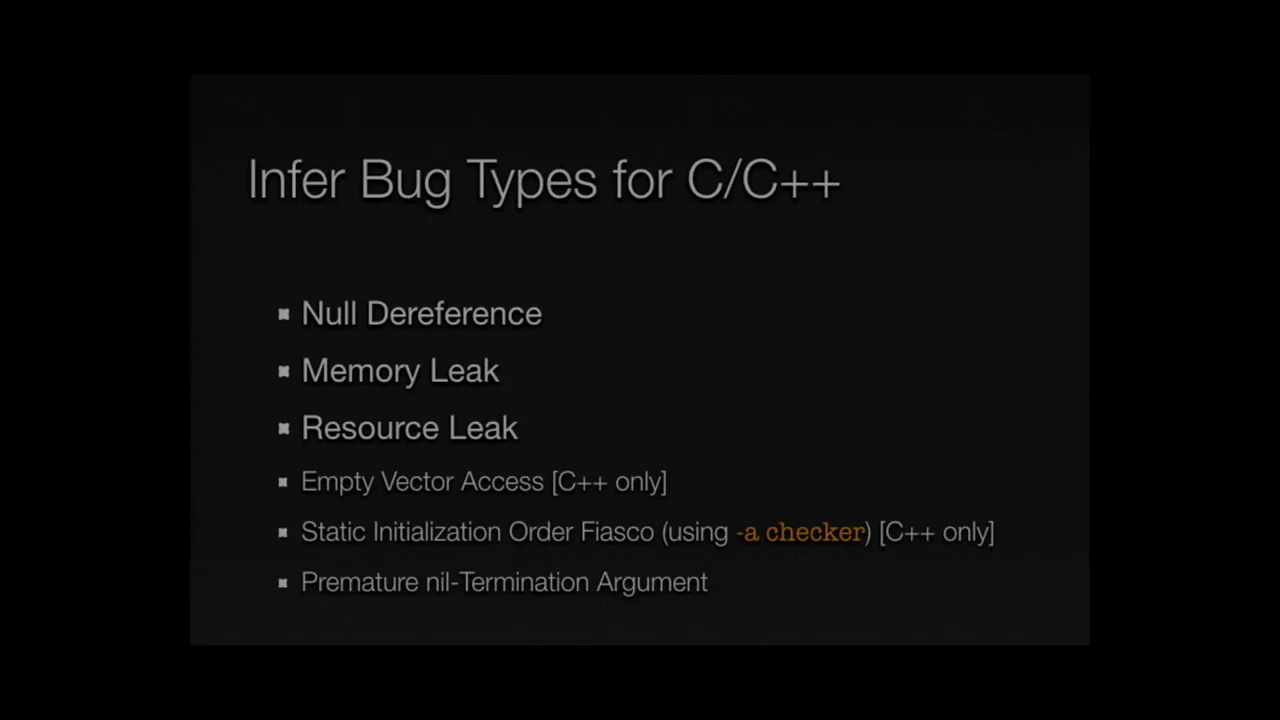 Infer Bug Types for C/C++
Null Dereference
Memory Leak
Resource Leak
Empty Vector Access [C++ only]
Static Initialization Order Fiasco (using -a checker) [C++ only]
Premature nil-Termination Argument